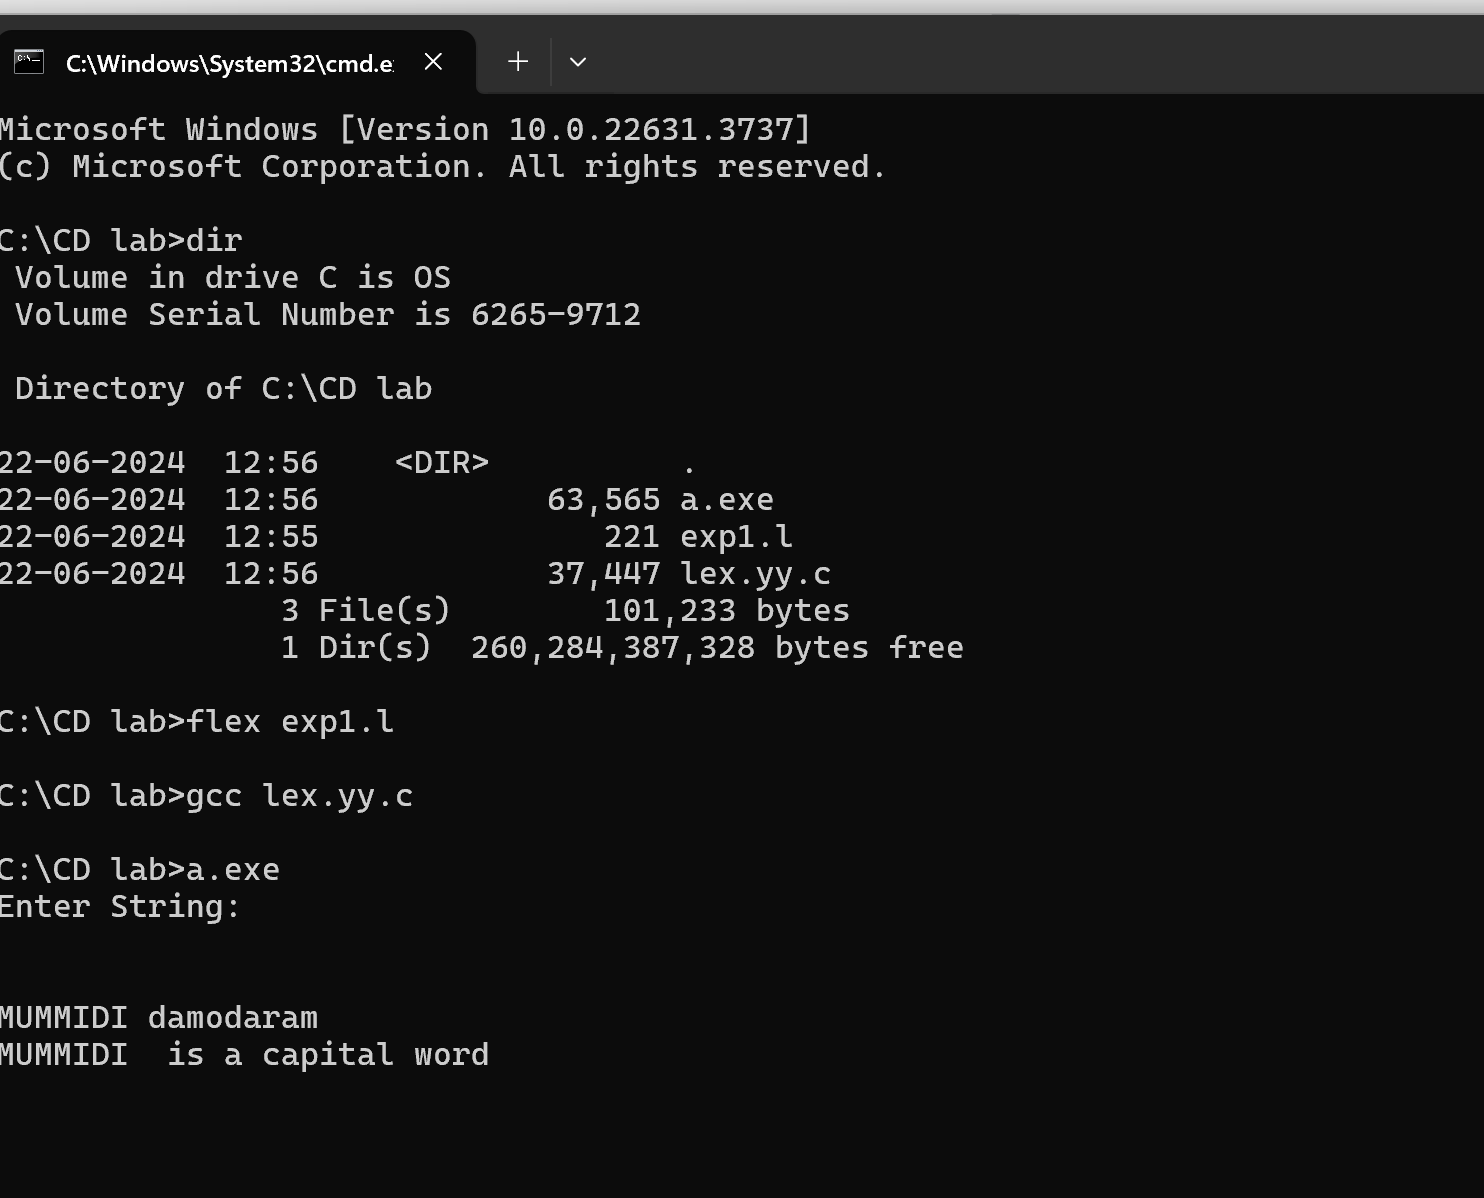 C:\Windows\System32\cmd.e
Microsoft Windows [Version 10.0.22631.3737]
(c) Microsoft Corporation. All rights reserved.
C:\CD lab>dir
Volume in drive C is OS
Volume Serial Number is 6265-9712
Directory of C:\CD lab
22-06-2024  12:56    <DIR>          .
22-06-2024  12:56            63,565 a.exe
22-06-2024  12:55               221 exp1.l
22-06-2024  12:56            37,447 lex.yy.c
3 File(s)        101,233 bytes
1 Dir(s)  260,284,387,328 bytes free
C:\CD lab>flex exp1.l
C:\CD lab>gcc lex.yy.c
C:\CD lab>a.exe
Enter String:
MUMMIDI damodaram
MUMMIDI  is a capital word